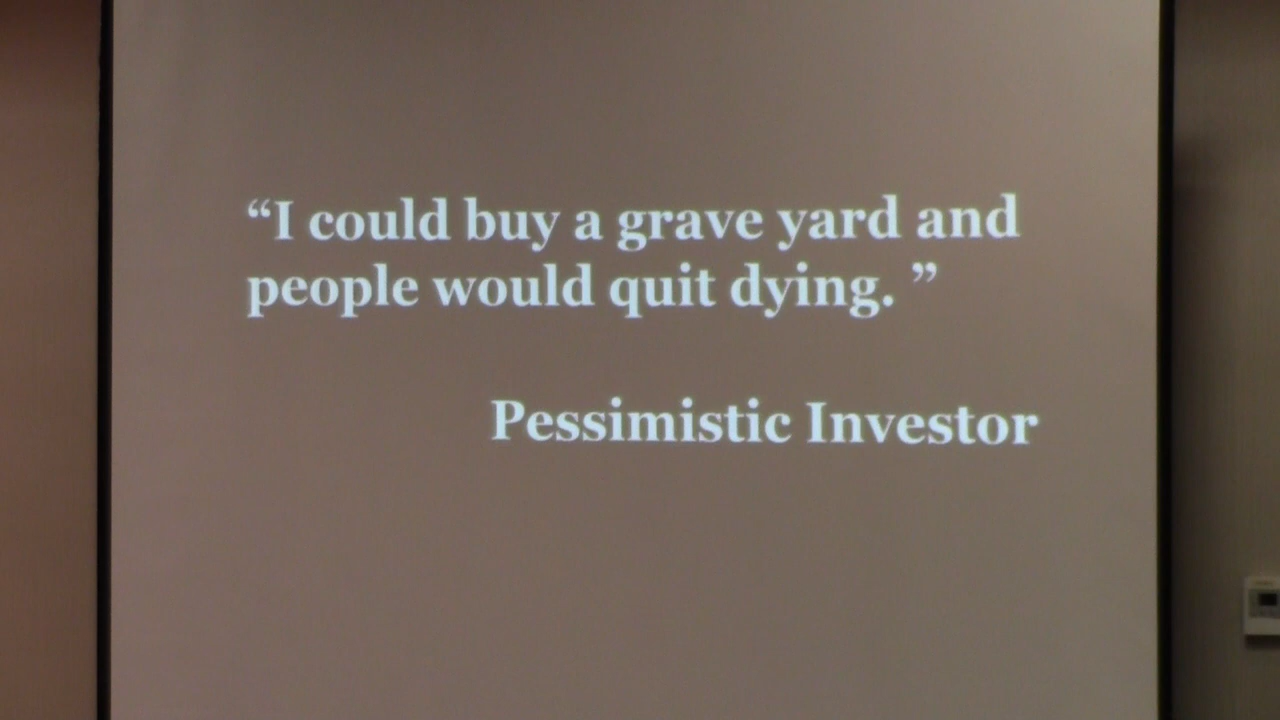 “I could buy a grave yard and
people would quit dying. ”
Pessimistic Investor